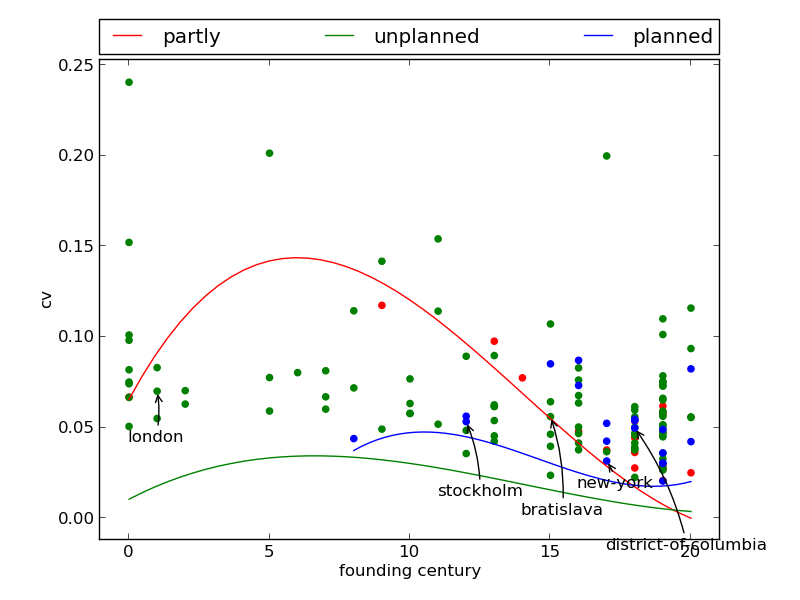 partly unplanned planned
0.25
0.20
0.15
cv
0.10
0.05
london
stockholm
new-york
bratislava
0.00
district-of-columbia
0 5 10 15 20
founding century